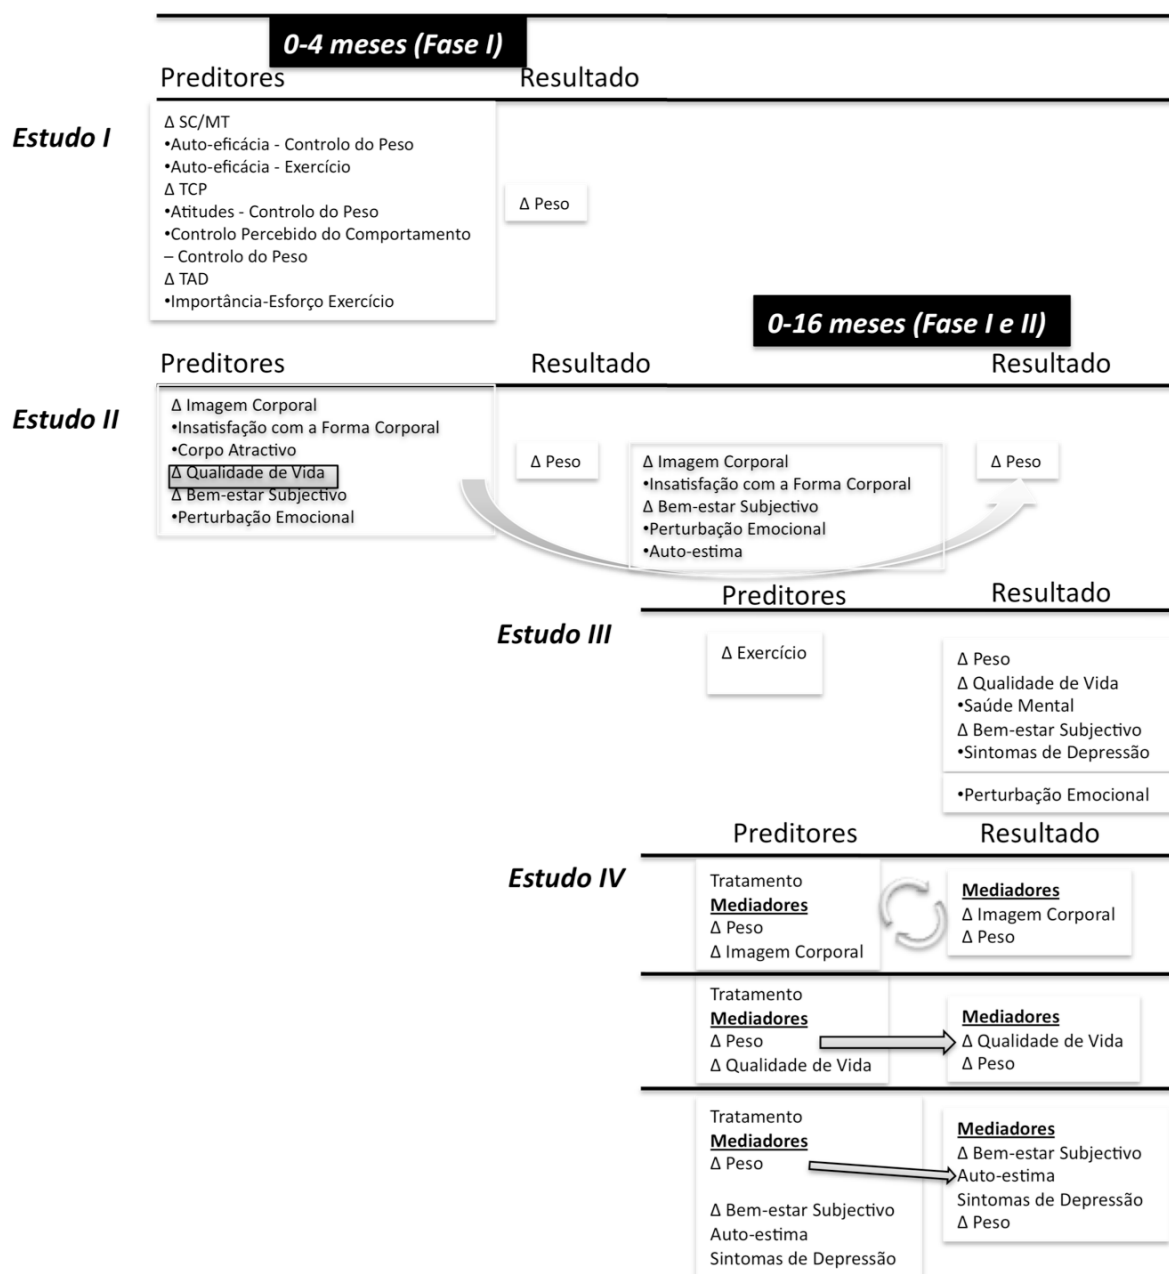 0-4 meses (Fase I)
Preditores
Resultado
Estudo I
Δ SC/MT
•Auto-eficácia - Controlo do Peso
•Auto-eficácia - Exercício
Δ TCP
•Atitudes - Controlo do Peso
•Controlo Percebido do Comportamento
– Controlo do Peso
Δ TAD
•Importância-Esforço Exercício
Δ Peso
0-16 meses (Fase I e II)
Preditores
Resultado
Resultado
Estudo II
Δ Imagem Corporal
•Insatisfação com a Forma Corporal
•Corpo Atractivo
Δ Qualidade de Vida
Δ Bem-estar Subjectivo
•Perturbação Emocional
Δ Peso
Δ Imagem Corporal
•Insatisfação com a Forma Corporal
Δ Bem-estar Subjectivo
•Perturbação Emocional
•Auto-estima
Δ Peso
Preditores
Resultado
Estudo III
Δ Exercício
Δ Peso
Δ Qualidade de Vida
•Saúde Mental
Δ Bem-estar Subjectivo
•Sintomas de Depressão
•Perturbação Emocional
Preditores
Resultado
Estudo IV
Tratamento
Mediadores
Δ Peso
Δ Imagem Corporal
Mediadores
Δ Imagem Corporal
Δ Peso
Tratamento
Mediadores
Δ Peso
Δ Qualidade de Vida
Mediadores
Δ Qualidade de Vida
Δ Peso
Tratamento
Mediadores
Δ Peso
Δ Bem-estar Subjectivo
Auto-estima
Sintomas de Depressão
Mediadores
Δ Bem-estar Subjectivo
Auto-estima
Sintomas de Depressão
Δ Peso